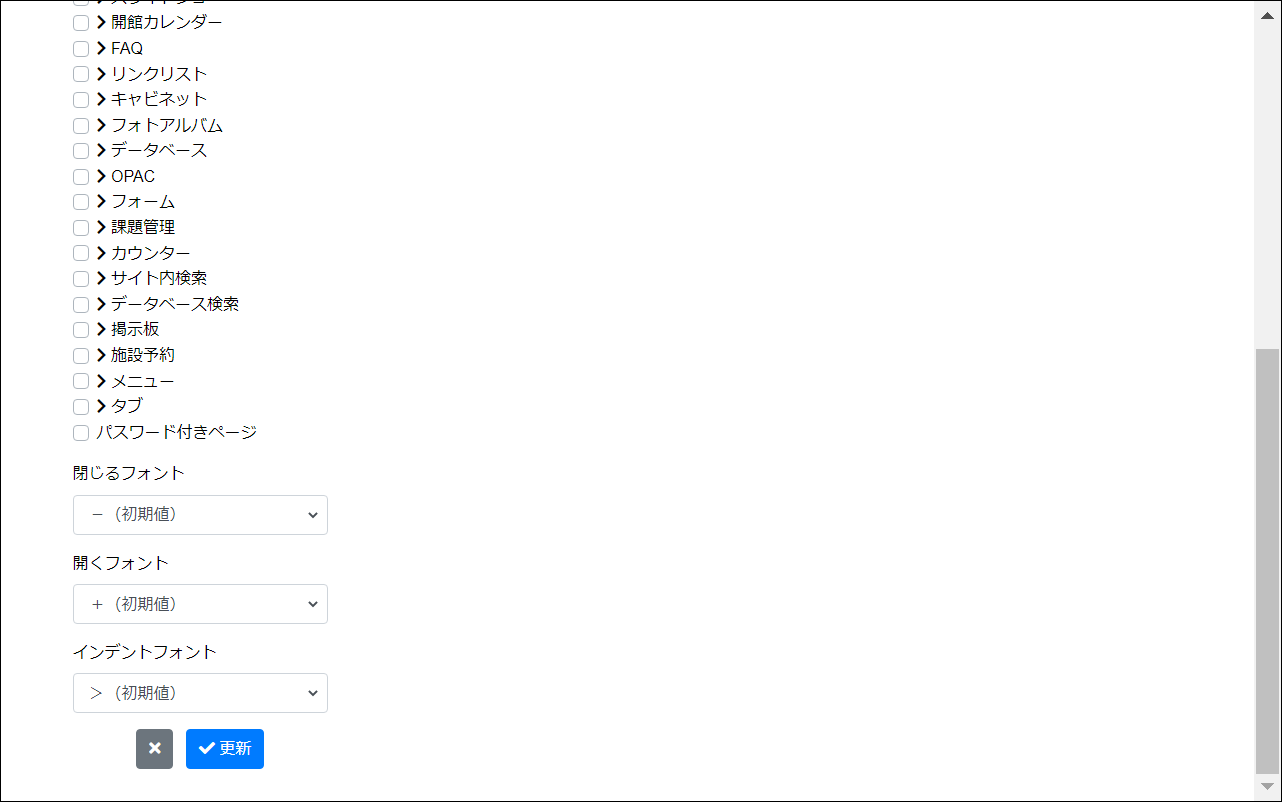 開館カレンダー
FAQ
リンクリスト
キャビネット
フォトアルバム
データベース
OPAC
フォーム
課題管理
カウンター
サイト内検索
データベース検索
掲示板
施設予約
メニュー
タブ
パスワード付きページ
閉じるフォント
－（初期値）
開くフォント
＋（初期値）
インデントフォント
＞（初期値）
更新